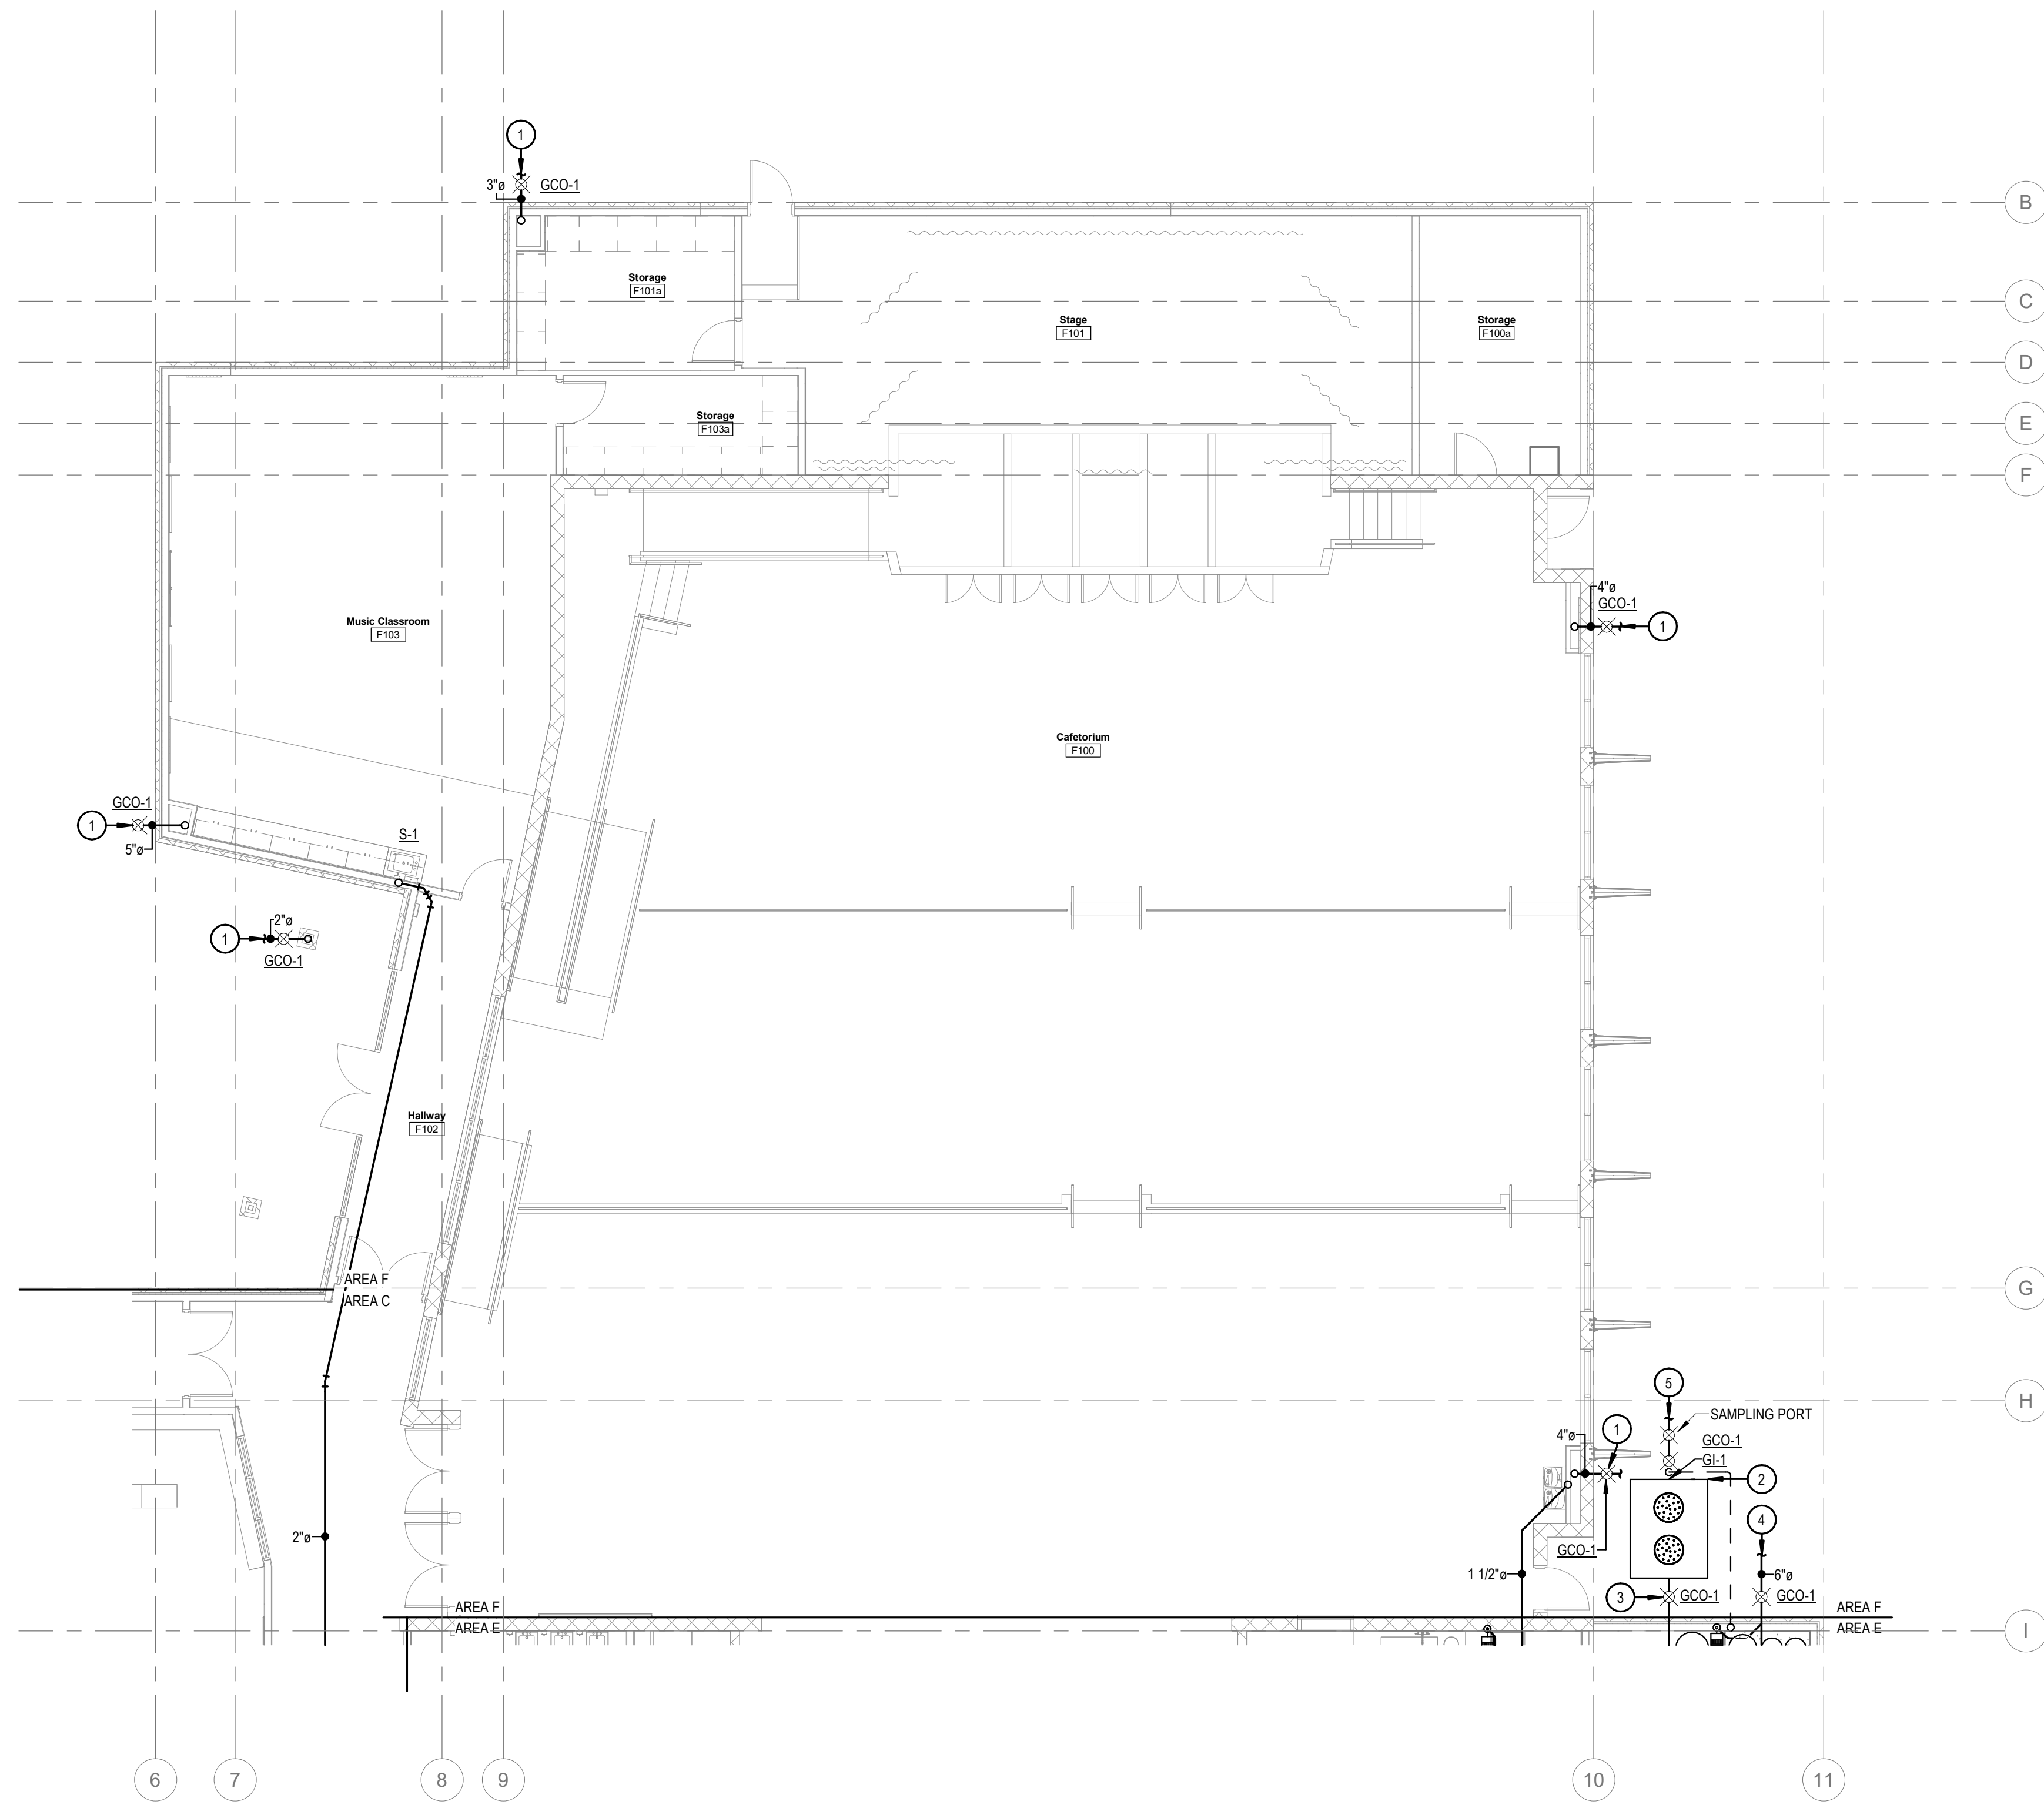 1
3"ø
GCO-1
B
Storage
F101a
C
Stage
F101
Storage
F100a
D
Storage
F103a
E
F
4"ø
GCO-1
1
Music Classroom
F103
Cafetorium
F100
GCO-1
1
5"ø
S-1
2"ø
1
GCO-1
Hallway
F102
AREA F
AREA C
G
5
H
SAMPLING PORT
1
4"ø
GCO-1
GI-1
2
4
2"ø
GCO-1
1 1/2"ø
6"ø
3
GCO-1
GCO-1
AREA F
AREA E
AREA F
AREA E
I
6
7
8
9
10
11